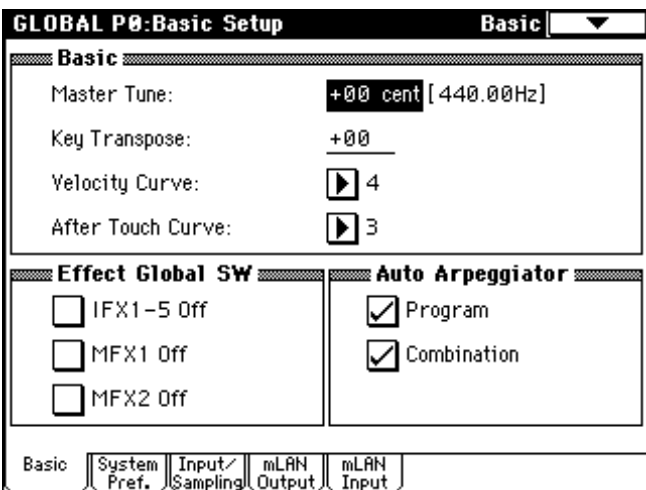 GLOBAL P0:Basic Setup Basic
Basic
Master Tune: +00 cent [440.00Hz]
Key Transpose: +00
Velocity Curve: 4
After Touch Curve: 3
Effect Global SW
IFX1-5 Off
MFX1 Off
MFX2 Off
Auto Arpeggiator
Program
Combination
Basic
System
Pref.
Input/
Sampling
mLAN
Output
mLAN
Input